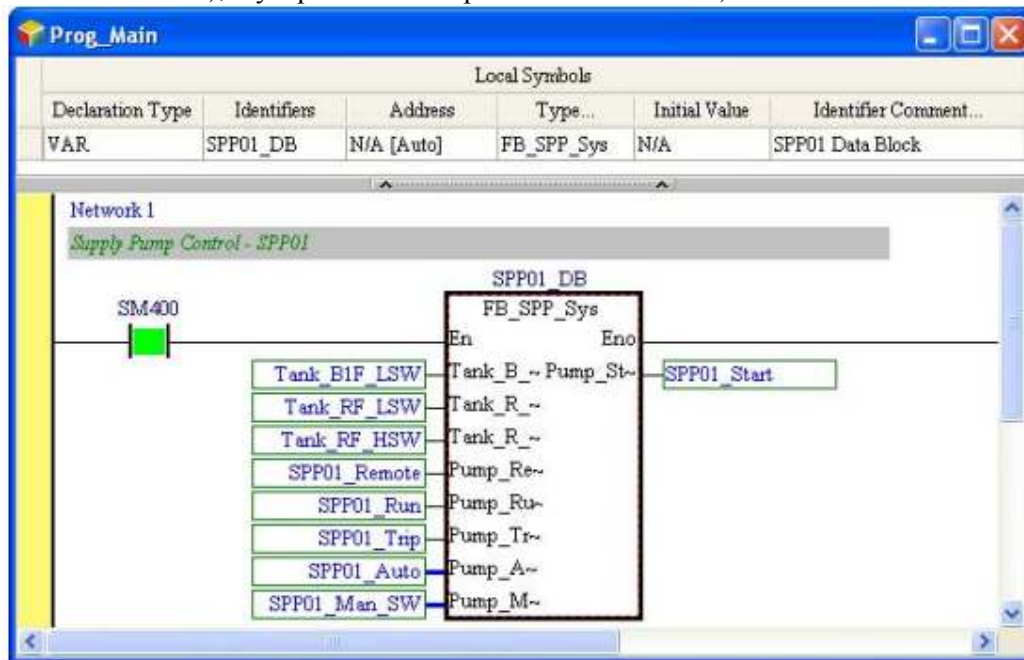 Prog_Main
Local Symbols
Declaration Type Identifiers Address Type... Initial Value Identifier Comment...
VAR SPP01_DB N/A [Auto] FB_SPP_Sys N/A SPP01 Data Block
Network 1
Supply Pump Control - SPP01
SPP01_DB
SM400 FB_SPP_Sys
En Eno
Tank_B1F_LSW Tank_B_~ Pump_St~ SPP01_Start
Tank_RF_LSW Tank_R_~
Tank_RF_HSW Tank_R_~
SPP01_Remote Pump_Re~
SPP01_Run Pump_Ru~
SPP01_Trip Pump_Tr~
SPP01_Auto Pump_A~
SPP01_Man_SW Pump_M~